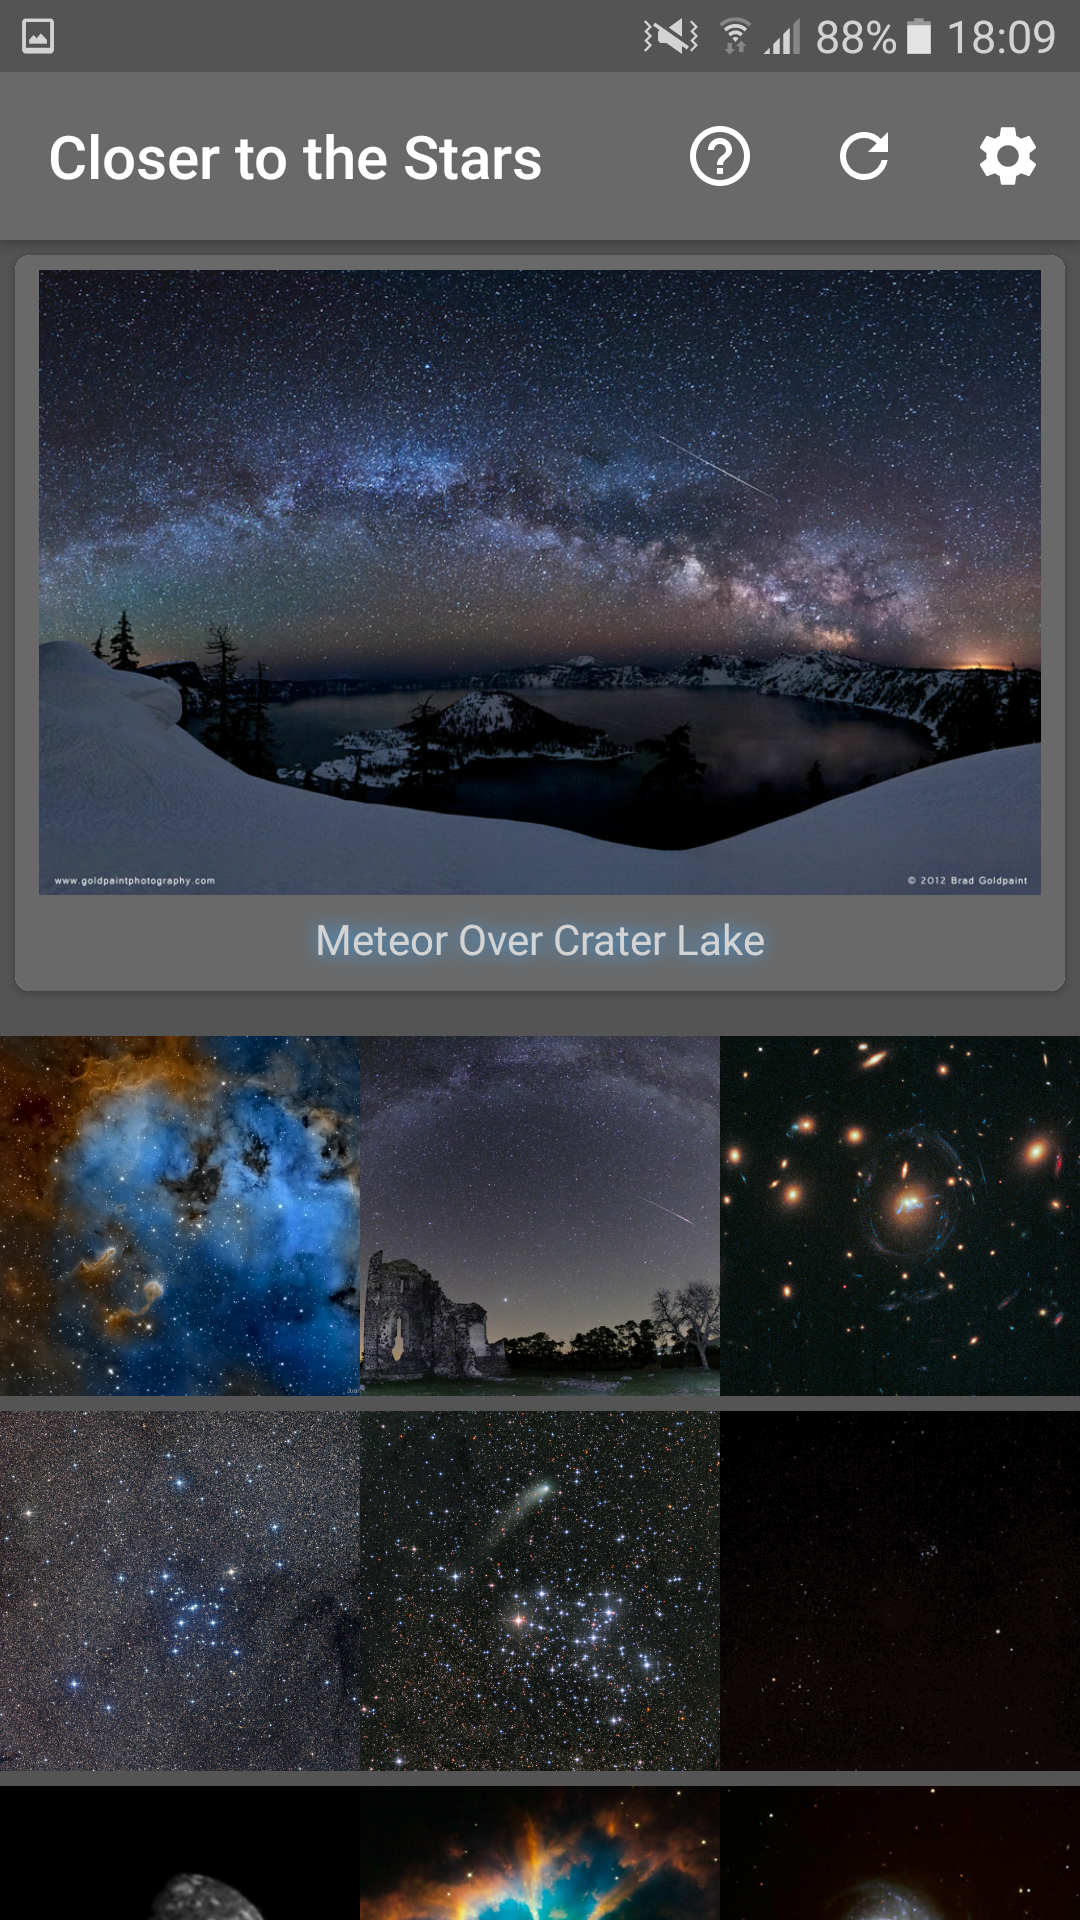 88% 18:09
Closer to the Stars
www.goldpaintphotography.com
© 2012 Brad Goldpaint
Meteor Over Crater Lake